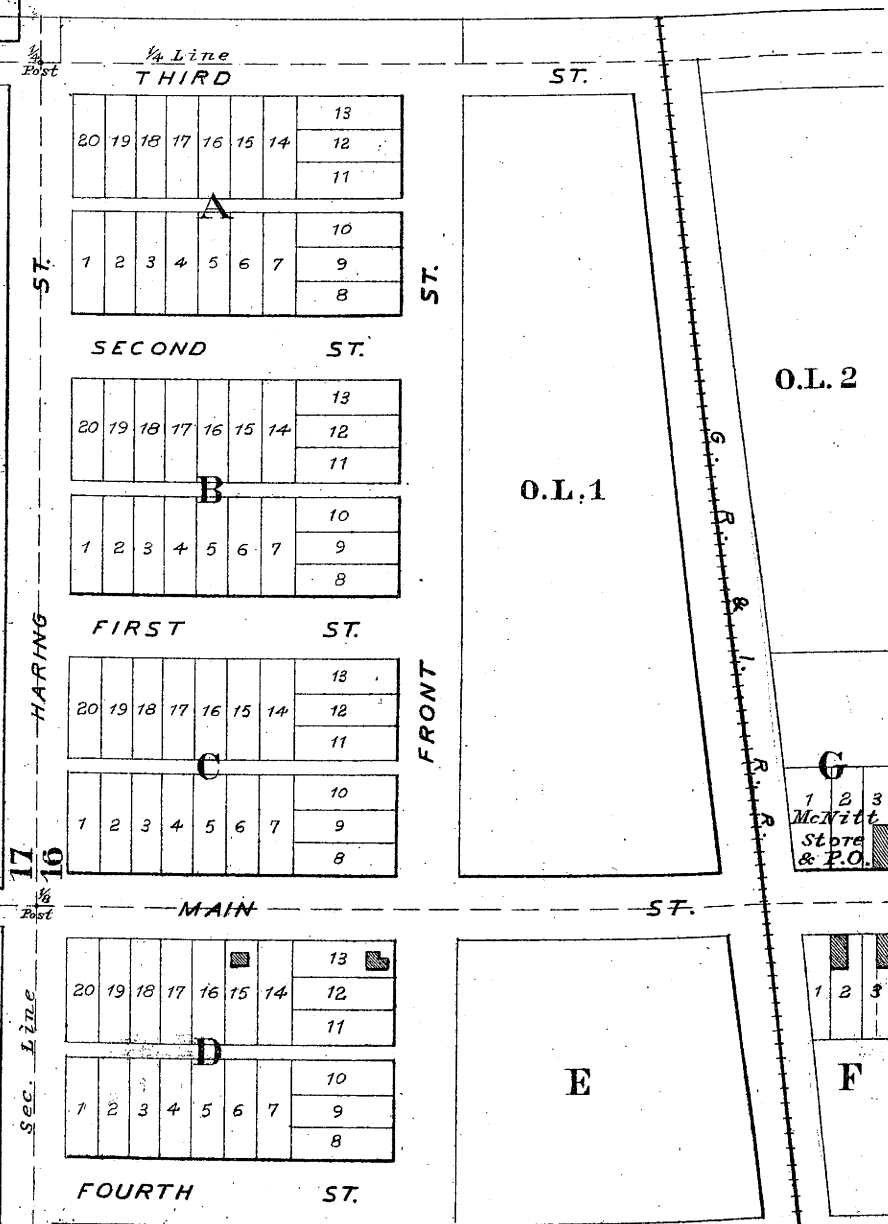 ¼ Post
¼ Line
THIRD ST.
13
20 19 18 17 16 15 14 12
11
A
10
1 2 3 4 5 6 7 9
8
ST.
ST.
SECOND ST.
O.L. 2
13
20 19 18 17 16 15 14 12
11
G. R. & I. R. R.
B
O.L. 1
10
1 2 3 4 5 6 7 9
8
FIRST ST.
HARING
FRONT
13
20 19 18 17 16 15 14 12
11
C
G
10
1 2 3 4 5 6 7 9
8
1 2 3
McNitt
Store
& P.O.
17 16
⅛ Post
MAIN ST.
13
20 19 18 17 16 15 14 12
11
1 2 3
Sec. Line
D
E
F
10
1 2 3 4 5 6 7 9
8
FOURTH ST.